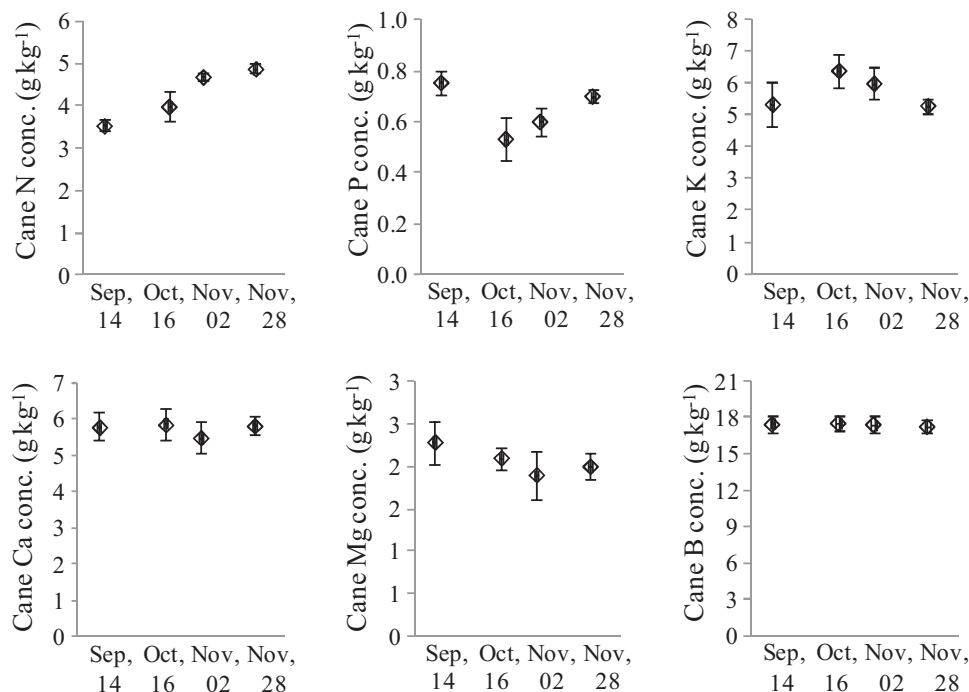 Cane N conc. (g kg-1)
6
5
4
3
2
1
0
Sep, Oct, Nov, Nov,
14 16 02 28
Cane P conc. (g kg-1)
1.0
0.8
0.6
0.4
0.2
0.0
Sep, Oct, Nov, Nov,
14 16 02 28
Cane K conc. (g kg-1)
8
7
6
5
4
3
2
1
0
Sep, Oct, Nov, Nov,
14 16 02 28
Cane Ca conc. (g kg-1)
7
6
5
4
3
2
1
0
Sep, Oct, Nov, Nov,
14 16 02 28
Cane Mg conc. (g kg-1)
3
3
2
2
1
1
0
Sep, Oct, Nov, Nov,
14 16 02 28
Cane B conc. (g kg-1)
21
18
15
12
9
6
3
0
Sep, Oct, Nov, Nov,
14 16 02 28